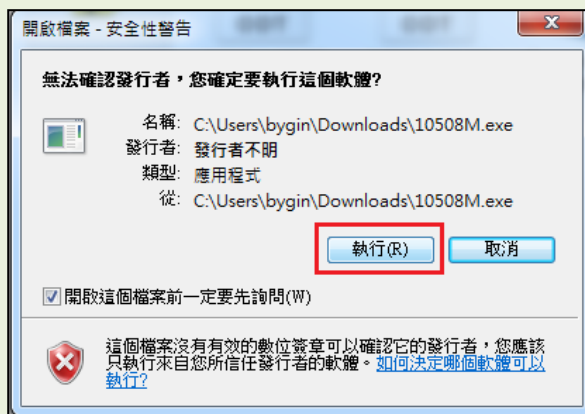 開啟檔案 - 安全性警告
無法確認發行者，您確定要執行這個軟體?
名稱: C:\Users\bygin\Downloads\10508M.exe
發行者: 發行者不明
類型: 應用程式
從: C:\Users\bygin\Downloads\10508M.exe
執行(R) 取消
開啟這個檔案前一定要先詢問(W)
這個檔案沒有有效的數位簽章可以確認它的發行者，您應該
只執行來自您所信任發行者的軟體。如何決定哪個軟體可以
執行?